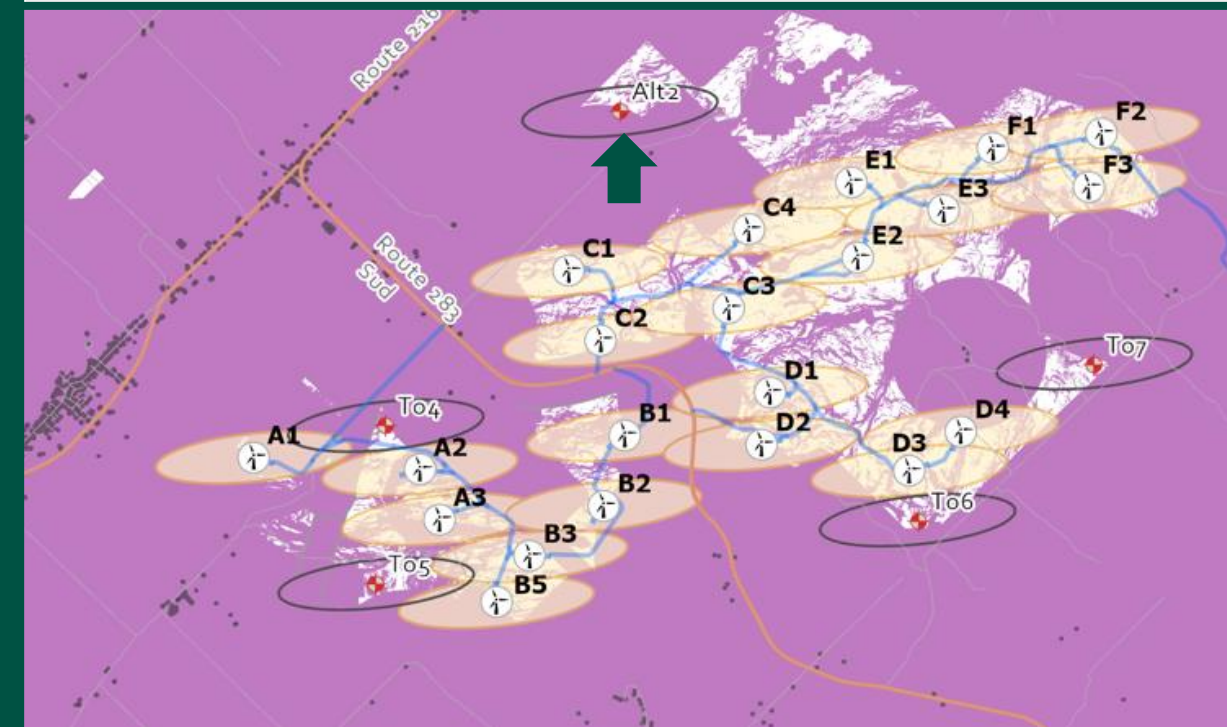 Route 216
Alt2
F2
F1
F3
E1
E3
C4
E2
C1
Route 283
Sud
C3
C2
To7
D1
To4
B1
D4
A1
D2
A2
D3
B2
To6
A3
B3
To5
B5